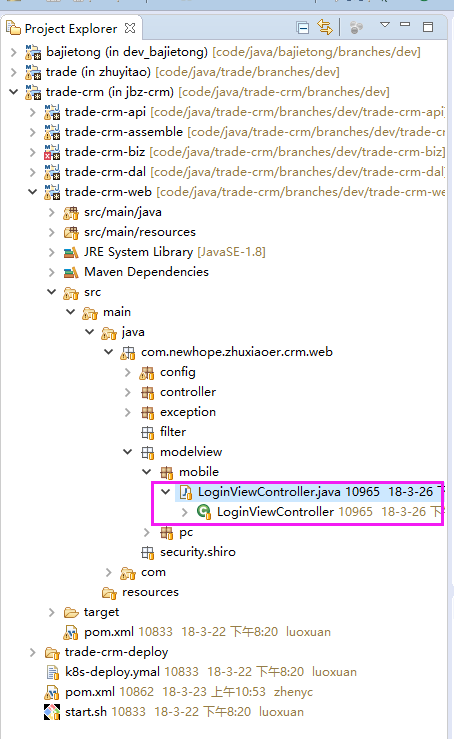 Project Explorer
bajietong (in dev_bajietong) [code/java/bajietong/branches/dev]
trade (in zhuyitao) [code/java/trade/branches/dev]
trade-crm (in jbz-crm) [code/java/trade-crm/branches/dev]
trade-crm-api [code/java/trade-crm/branches/dev/trade-crm-api
trade-crm-assemble [code/java/trade-crm/branches/dev/trade-
trade-crm-biz [code/java/trade-crm/branches/dev/trade-crm-biz]
trade-crm-dal [code/java/trade-crm/branches/dev/trade-crm-dal
trade-crm-web [code/java/trade-crm/branches/dev/trade-crm-we
src/main/java
src/main/resources
JRE System Library [JavaSE-1.8]
Maven Dependencies
src
main
java
com.newhope.zhuxiaoer.crm.web
config
controller
exception
filter
modelview
mobile
LoginViewController.java 10965 18-3-26 下
LoginViewController 10965 18-3-26 下
pc
security.shiro
com
resources
target
pom.xml 10833 18-3-22 下午8:20 luoxuan
trade-crm-deploy
k8s-deploy.ymal 10833 18-3-22 下午8:20 luoxuan
pom.xml 10862 18-3-23 上午10:53 zhenyc
start.sh 10833 18-3-22 下午8:20 luoxuan